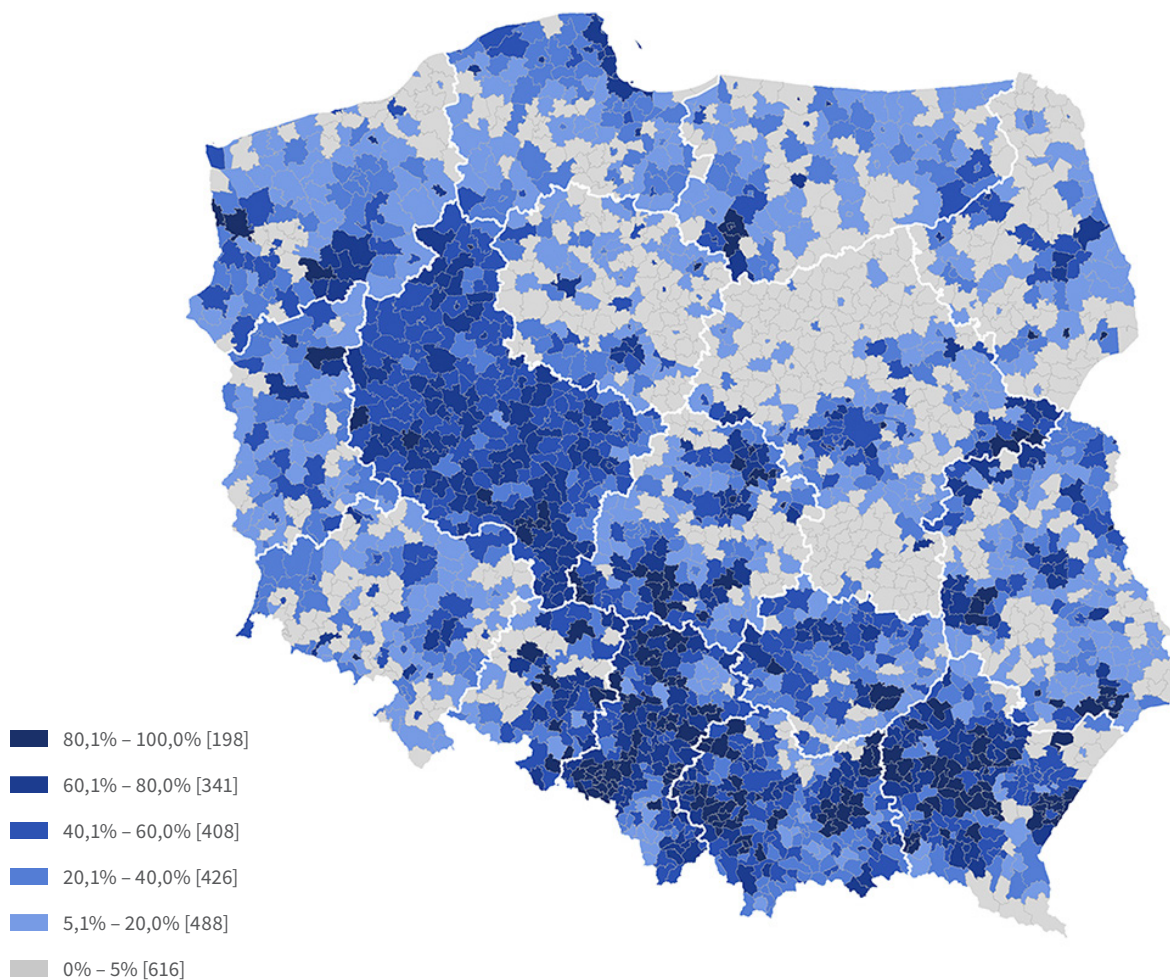 80,1% – 100,0% [198]
60,1% – 80,0% [341]
40,1% – 60,0% [408]
20,1% – 40,0% [426]
5,1% – 20,0% [488]
0% – 5% [616]